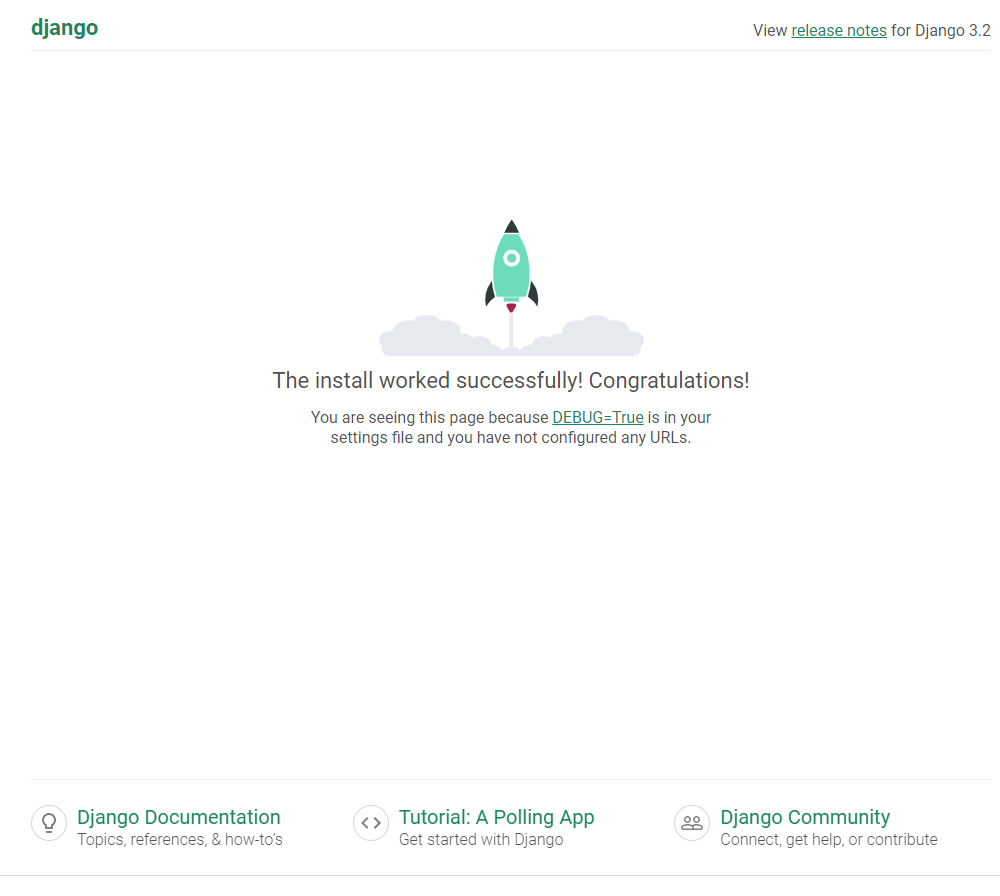 django
View release notes for Django 3.2
The install worked successfully! Congratulations!
You are seeing this page because DEBUG=True is in your
settings file and you have not configured any URLs.
Django Documentation
Topics, references, & how-to’s
Tutorial: A Polling App
Get started with Django
Django Community
Connect, get help, or contribute